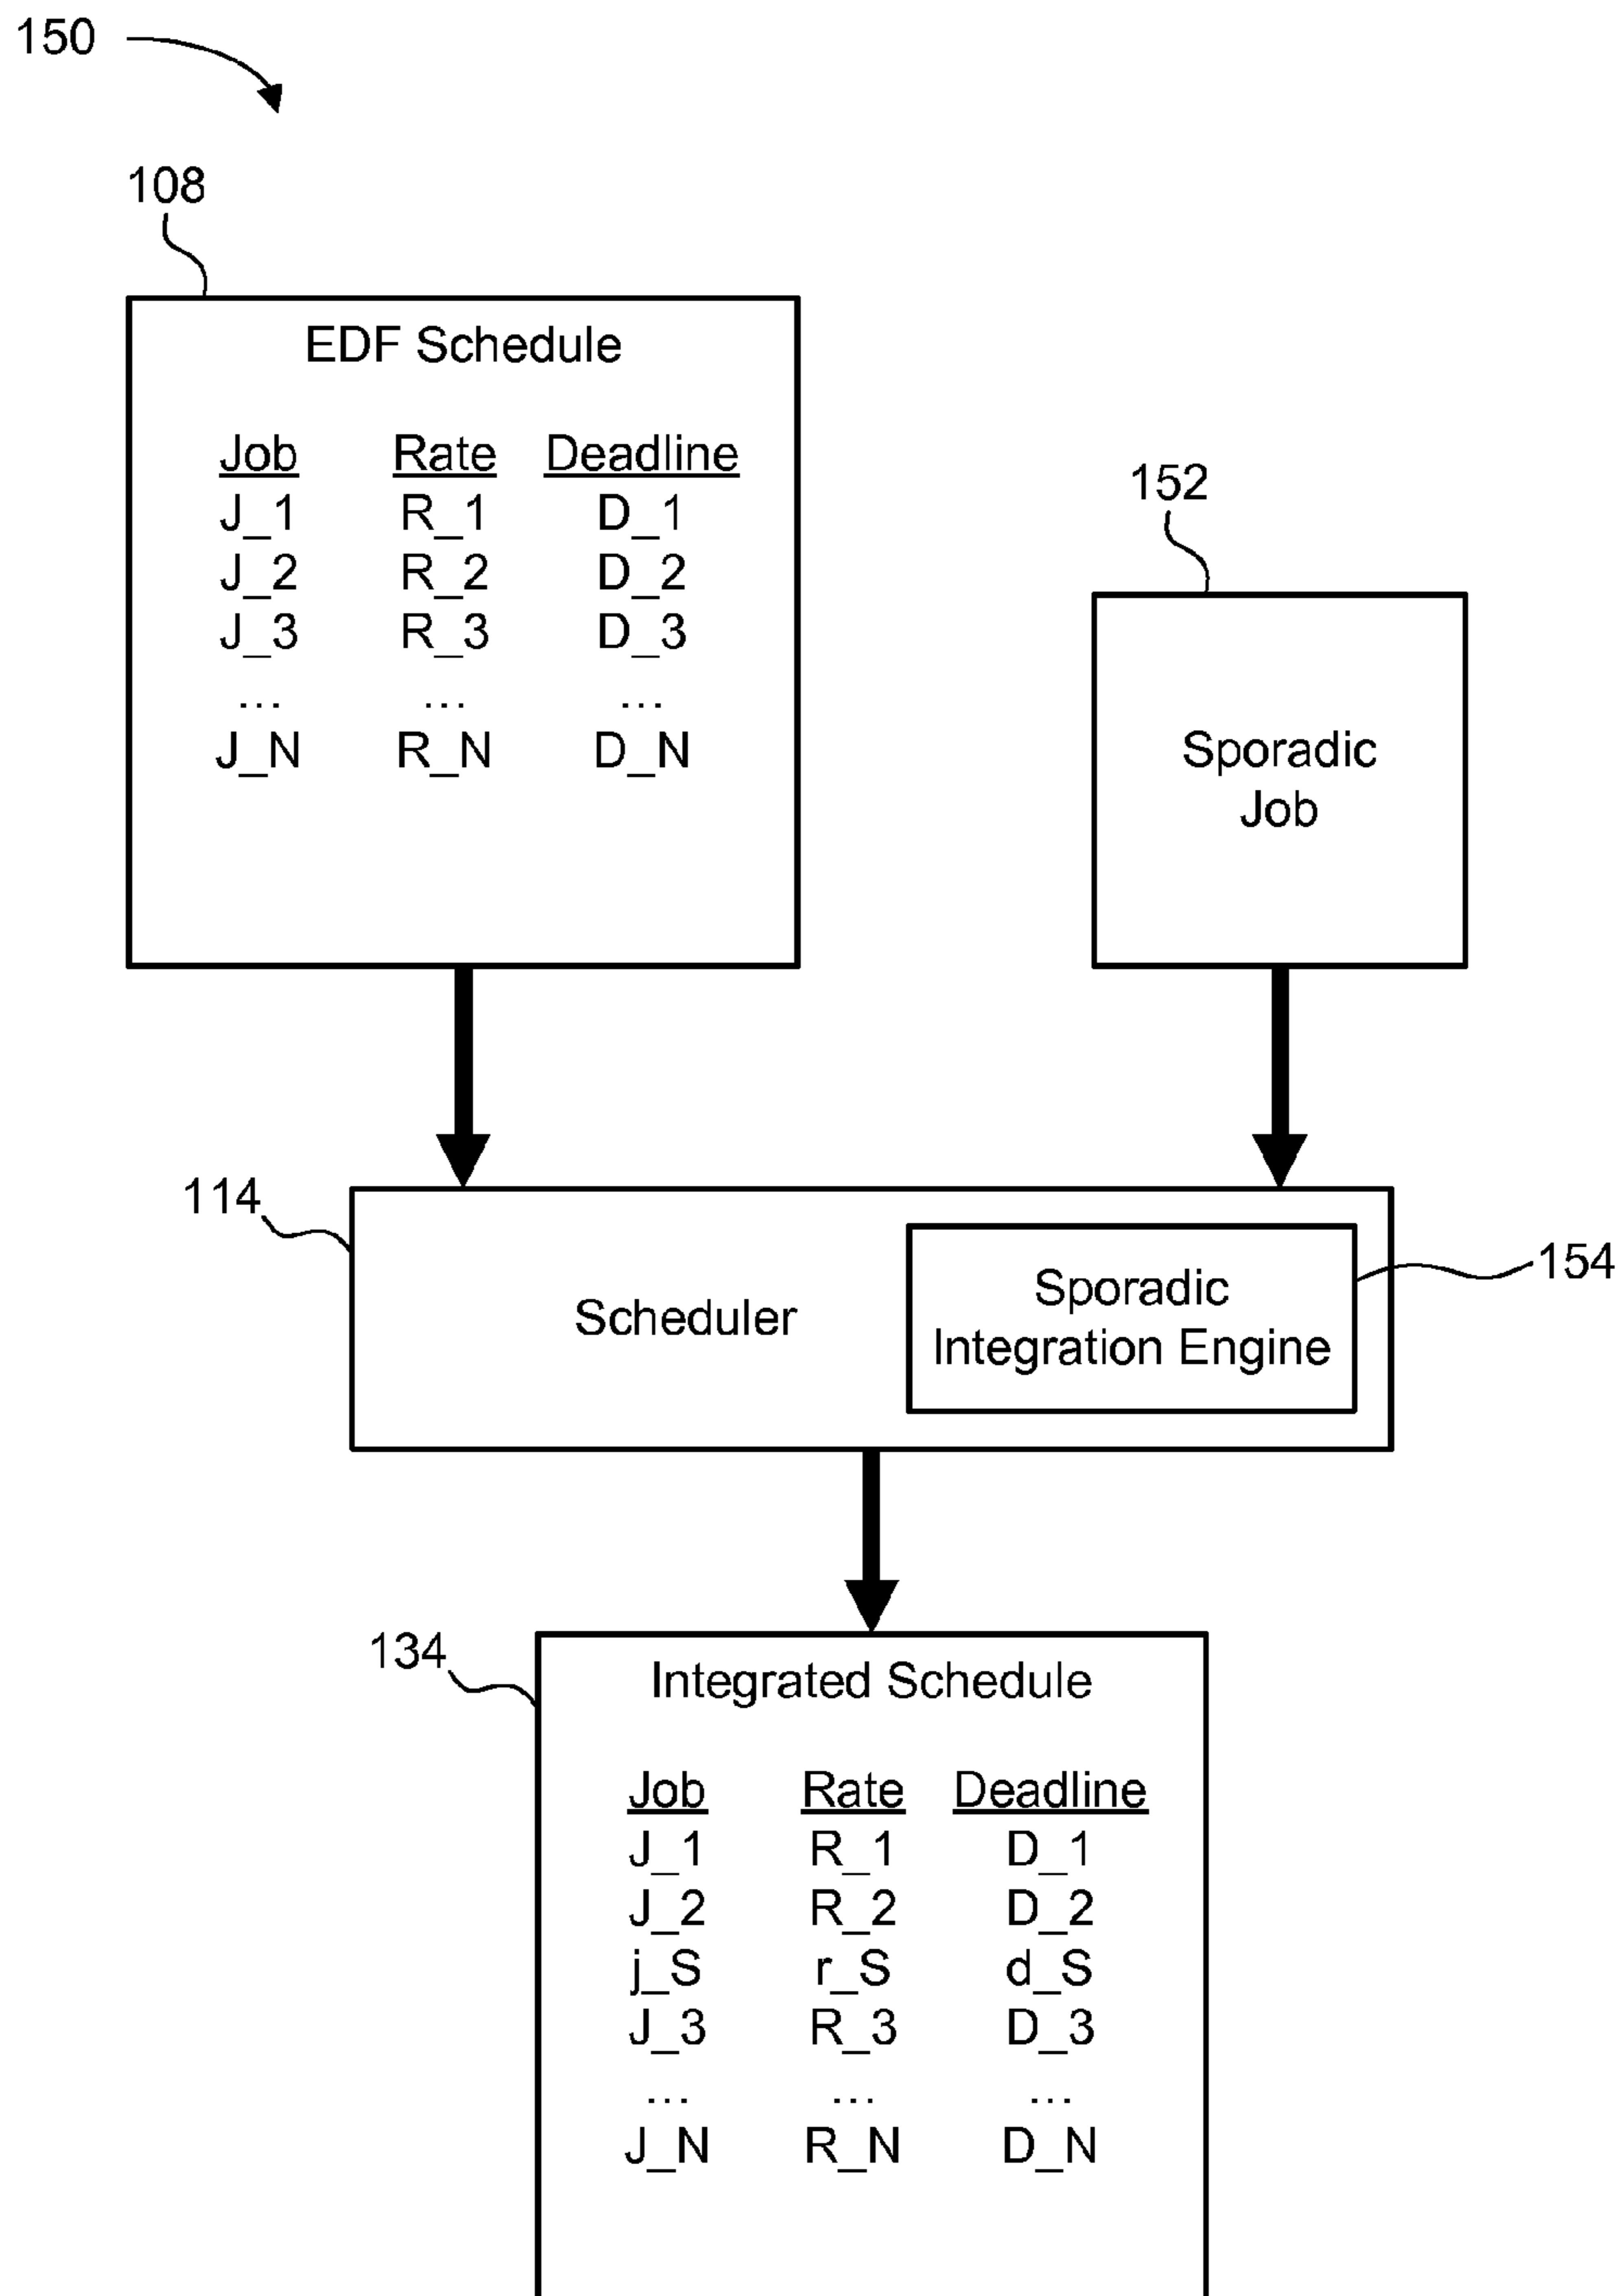 150
108
EDF Schedule
Job Rate Deadline
J_1 R_1 D_1
J_2 R_2 D_2
J_3 R_3 D_3
... ... ...
J_N R_N D_N
152
Sporadic
Job
114
Scheduler
Sporadic
Integration Engine
154
134
Integrated Schedule
Job Rate Deadline
J_1 R_1 D_1
J_2 R_2 D_2
j_S r_S d_S
J_3 R_3 D_3
... ... ...
J_N R_N D_N